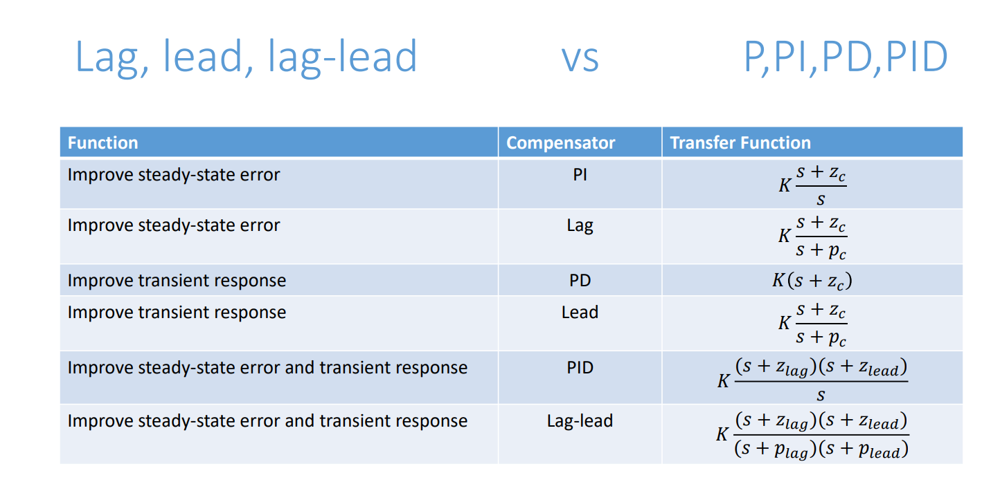 Lag, lead, lag-lead vs P,PI,PD,PID
Function Compensator Transfer Function
Improve steady-state error PI $K\frac{s+z_c}{s}$
Improve steady-state error Lag $K\frac{s+z_c}{s+p_c}$
Improve transient response PD $K(s+z_c)$
Improve transient response Lead $K\frac{s+z_c}{s+p_c}$
Improve steady-state error and transient response PID $K\frac{(s+z_{lag})(s+z_{lead})}{s}$
Improve steady-state error and transient response Lag-lead $K\frac{(s+z_{lag})(s+z_{lead})}{(s+p_{lag})(s+p_{lead})}$